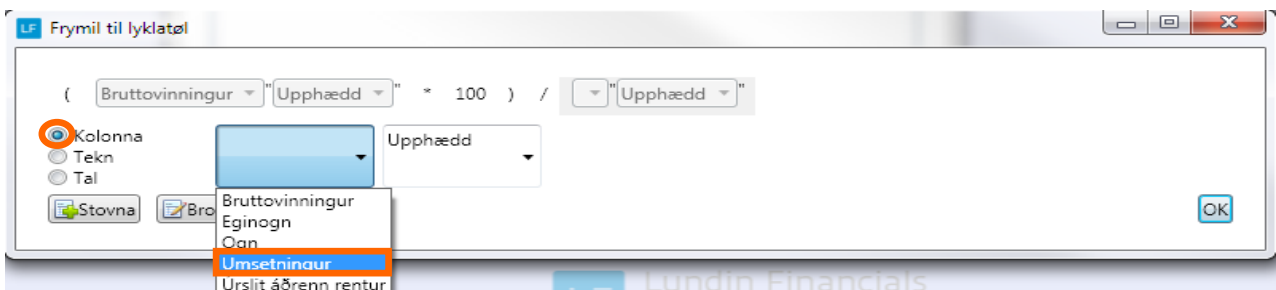 LF Frymil til lyklatøl
( Bruttovinningur "Upphædd " * 100 ) / "Upphædd "
Kolonna
Upphædd
Tekn
Tal
Stovna Bro OK
Bruttovinningur
Eginogn
Ogn
Umsetningur
Úrslit áðrenn rentur
Lundin Financials